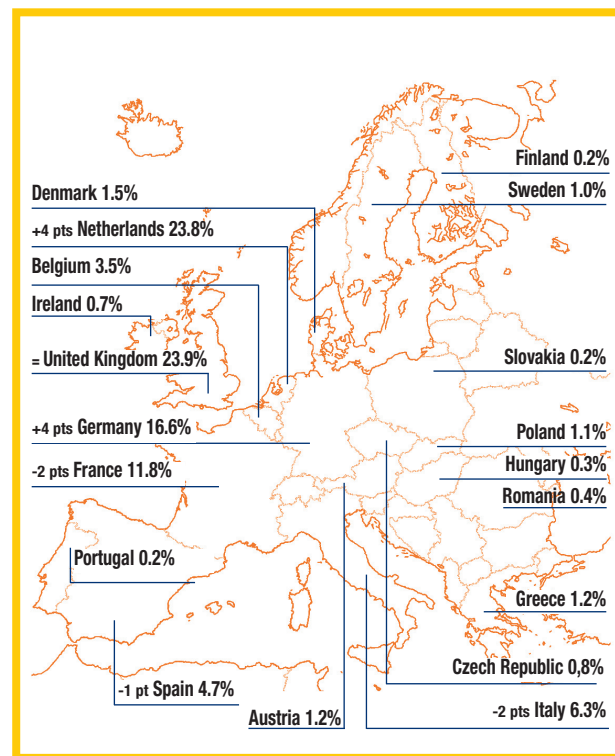 Finland 0.2%
Denmark 1.5%
Sweden 1.0%
+4 pts Netherlands 23.8%
Belgium 3.5%
Ireland 0.7%
= United Kingdom 23.9%
Slovakia 0.2%
+4 pts Germany 16.6%
Poland 1.1%
-2 pts France 11.8%
Hungary 0.3%
Romania 0.4%
Portugal 0.2%
Greece 1.2%
Czech Republic 0,8%
-1 pt Spain 4.7%
Austria 1.2%
-2 pts Italy 6.3%